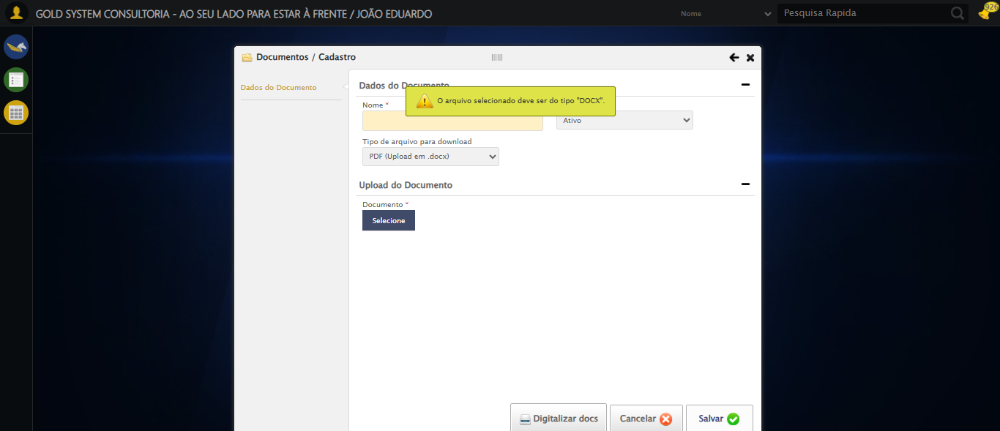 GOLD SYSTEM CONSULTORIA - AO SEU LADO PARA ESTAR À FRENTE / JOÃO EDUARDO
Nome
Pesquisa Rapida
926
Documentos / Cadastro
Dados do Documento
Dados do Documento
O arquivo selecionado deve ser do tipo "DOCX".
Nome *
Ativo
Tipo de arquivo para download
PDF (Upload em .docx)
Upload do Documento
Documento *
Selecione
Digitalizar docs
Cancelar
Salvar